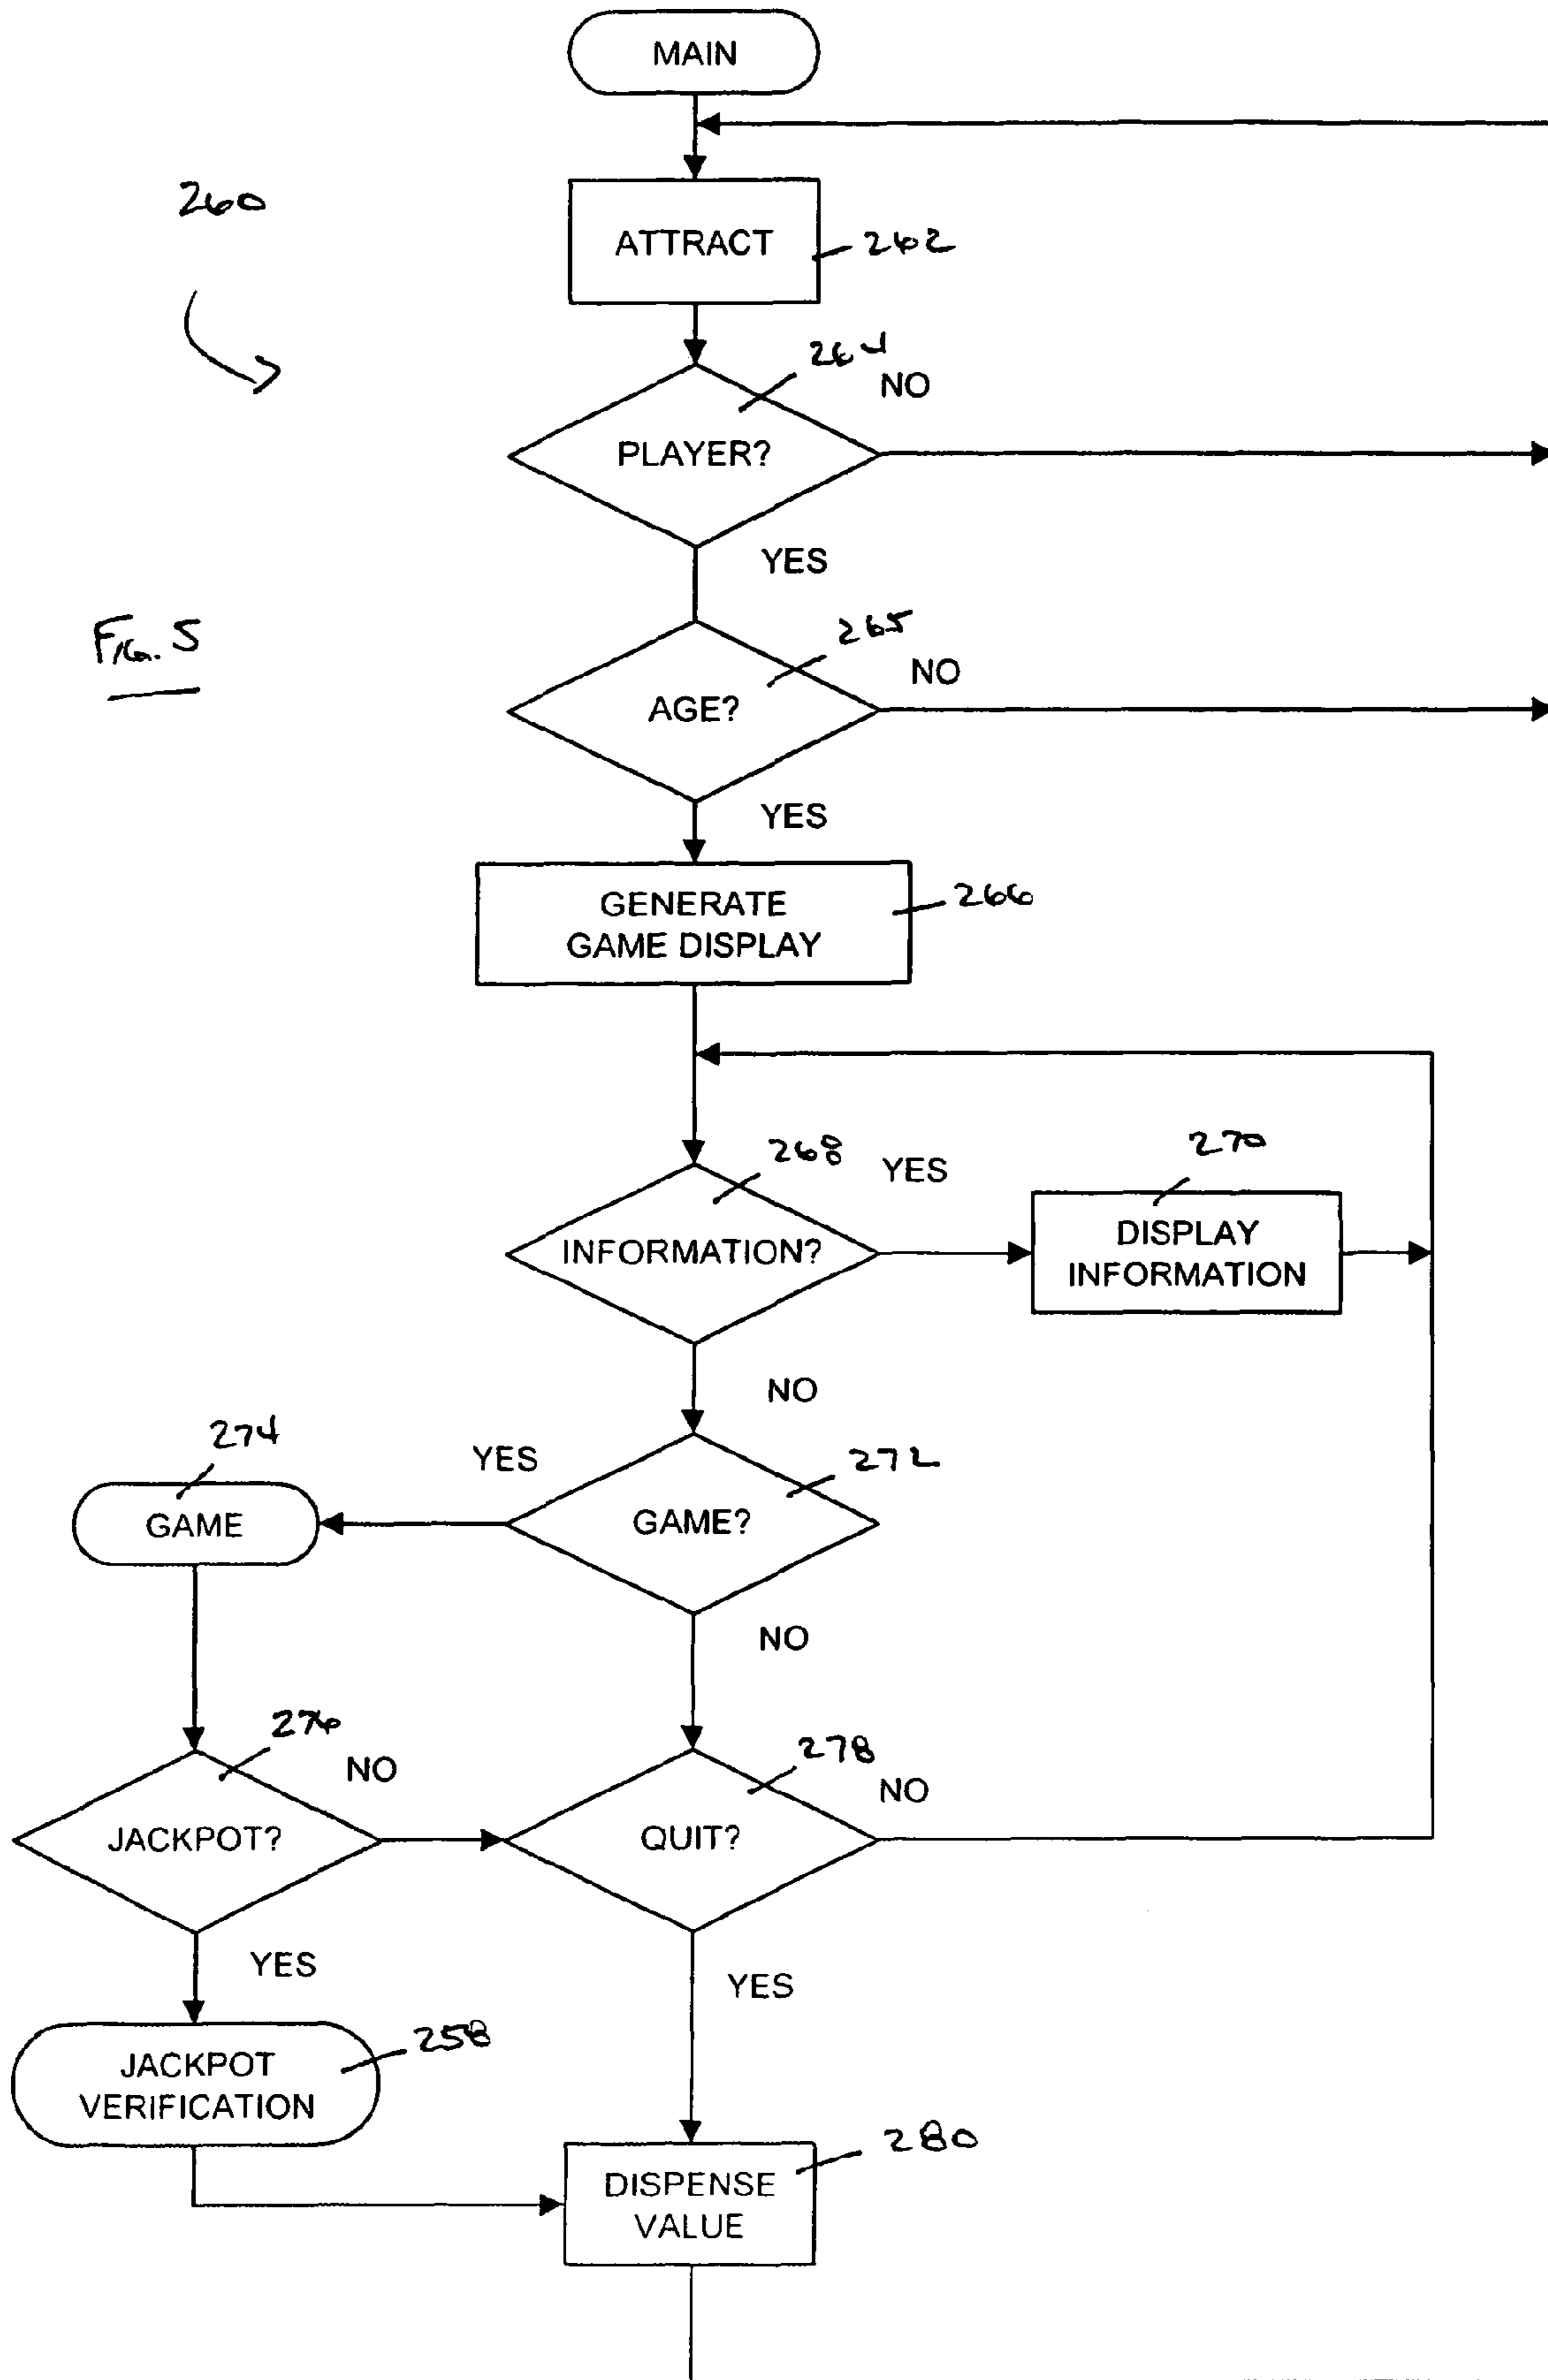 MAIN
260
ATTRACT
262
264
NO
PLAYER?
YES
FIG. 5
265
NO
AGE?
YES
GENERATE
GAME DISPLAY
266
268
YES
270
INFORMATION?
DISPLAY
INFORMATION
NO
274
YES
272
GAME
GAME?
NO
276
NO
278
NO
JACKPOT?
QUIT?
YES
YES
JACKPOT
VERIFICATION
258
280
DISPENSE
VALUE